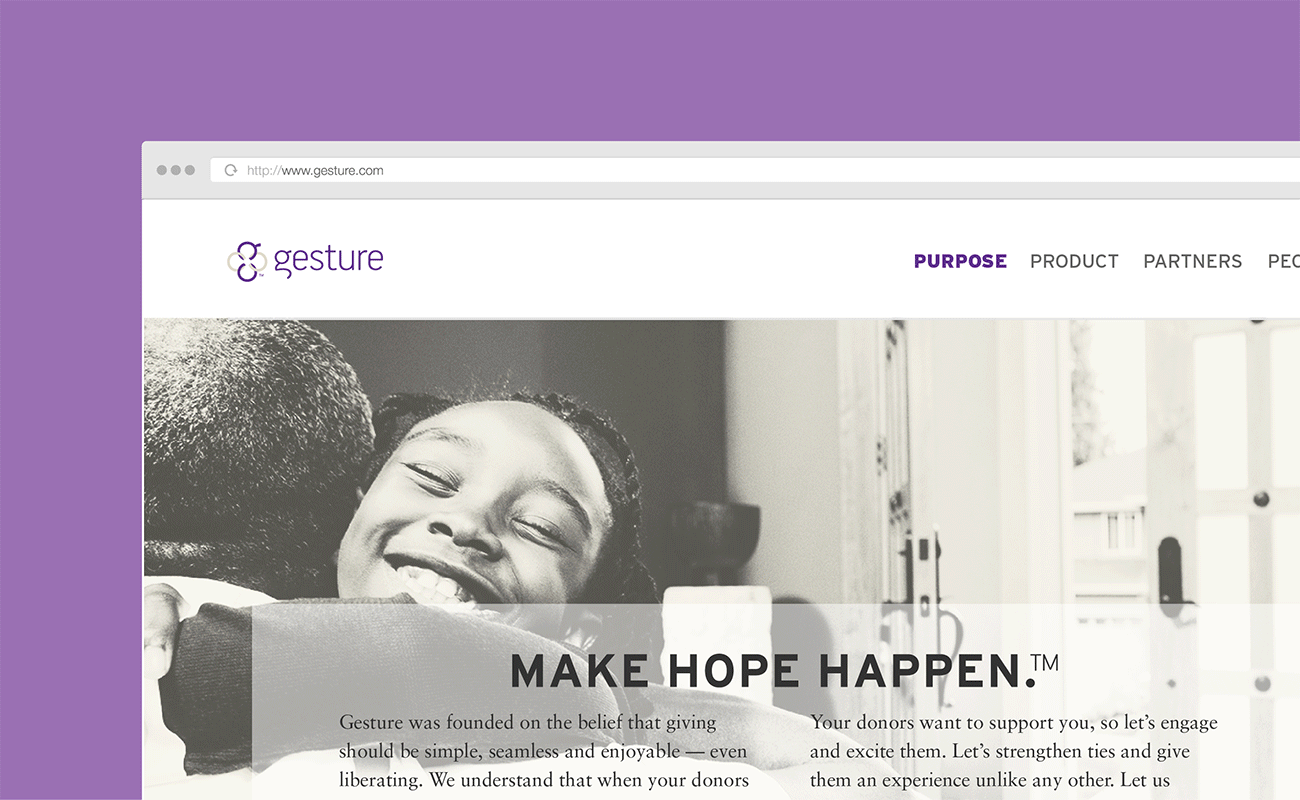 http://www.gesture.com
gesture™
PURPOSE PRODUCT PARTNERS
MAKE HOPE HAPPEN.™
Gesture was founded on the belief that giving
should be simple, seamless and enjoyable — even
liberating. We understand that when your donors
Your donors want to support you, so let’s engage
and excite them. Let’s strengthen ties and give
them an experience unlike any other. Let us